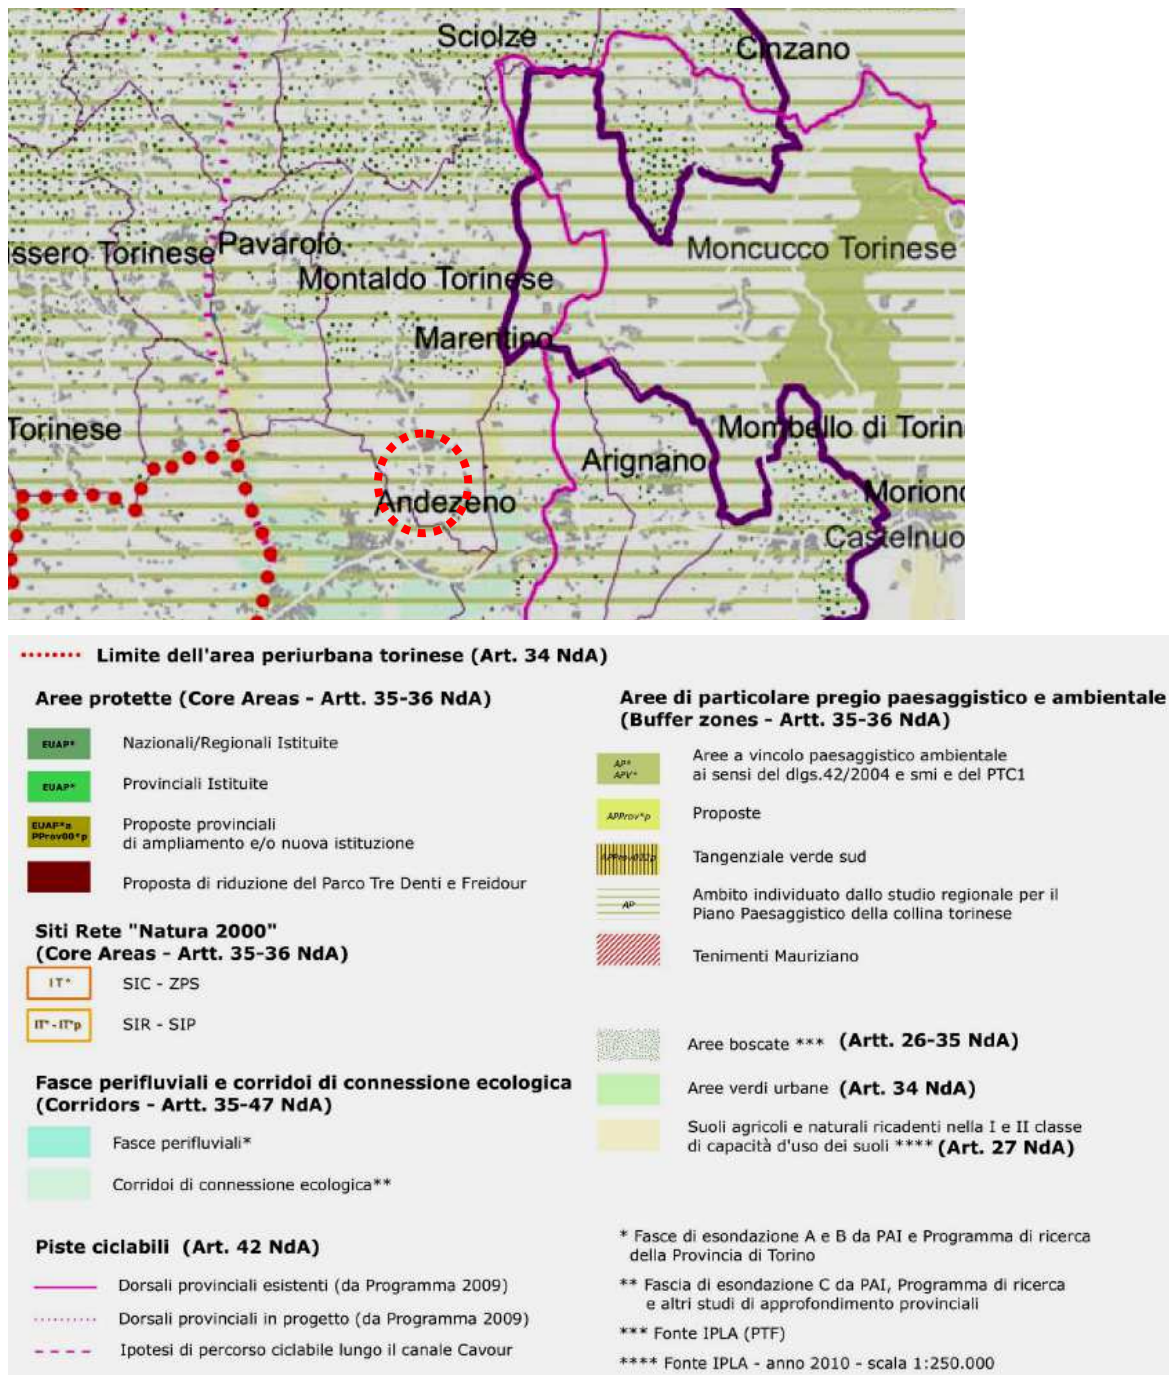 Sciolze
Cinzano
ssero Torinese
Pavarolo
Moncucco Torinese
Montaldo Torinese
Marentino
Torinese
Mombello di Torin
Arignano
Andezeno
Moriond
Castelnuo
Limite dell'area periurbana torinese (Art. 34 NdA)
Aree protette (Core Areas - Artt. 35-36 NdA)
EUAP* Nazionali/Regionali Istituite
EUAP* Provinciali Istituite
EUAP*a
PProv00*p
Proposte provinciali
di ampliamento e/o nuova istituzione
Proposta di riduzione del Parco Tre Denti e Freidour
Siti Rete "Natura 2000"
(Core Areas - Artt. 35-36 NdA)
IT* SIC - ZPS
IT* - IT*p SIR - SIP
Fasce perifluviali e corridoi di connessione ecologica
(Corridors - Artt. 35-47 NdA)
Fasce perifluviali*
Corridoi di connessione ecologica**
Piste ciclabili (Art. 42 NdA)
Dorsali provinciali esistenti (da Programma 2009)
Dorsali provinciali in progetto (da Programma 2009)
Ipotesi di percorso ciclabile lungo il canale Cavour
Aree di particolare pregio paesaggistico e ambientale
(Buffer zones - Artt. 35-36 NdA)
AP*
APV*
Aree a vincolo paesaggistico ambientale
ai sensi del dlgs.42/2004 e smi e del PTC1
APProv*p Proposte
Tangenziale verde sud
AP
Ambito individuato dallo studio regionale per il
Piano Paesaggistico della collina torinese
Tenimenti Mauriziano
Aree boscate *** (Artt. 26-35 NdA)
Aree verdi urbane (Art. 34 NdA)
Suoli agricoli e naturali ricadenti nella I e II classe
di capacità d'uso dei suoli **** (Art. 27 NdA)
* Fasce di esondazione A e B da PAI e Programma di ricerca
della Provincia di Torino
** Fascia di esondazione C da PAI, Programma di ricerca
e altri studi di approfondimento provinciali
*** Fonte IPLA (PTF)
**** Fonte IPLA - anno 2010 - scala 1:250.000